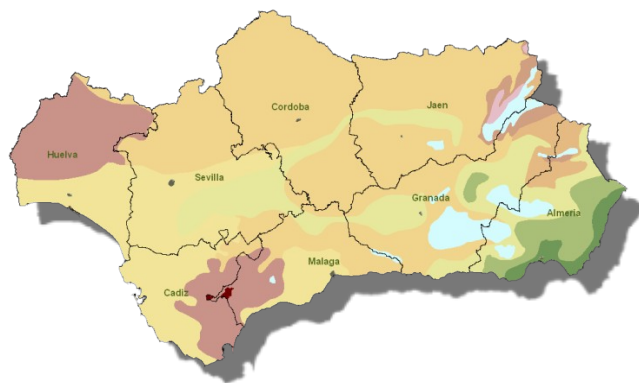 Cordoba
Jaen
Huelva
Sevilla
Granada
Almeria
Malaga
Cadiz